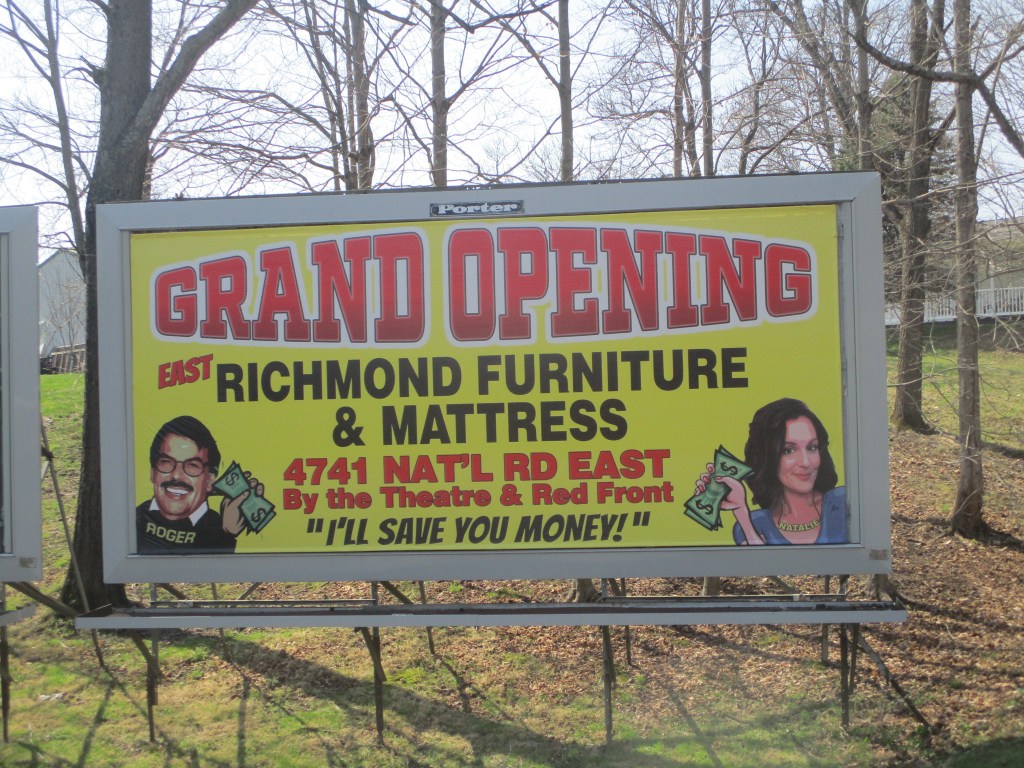 Porter
GRAND OPENING
EAST RICHMOND FURNITURE
& MATTRESS
4741 NAT'L RD EAST
By the Theatre & Red Front
"I'LL SAVE YOU MONEY!"
ROGER
NATALIE
$
$
$
$